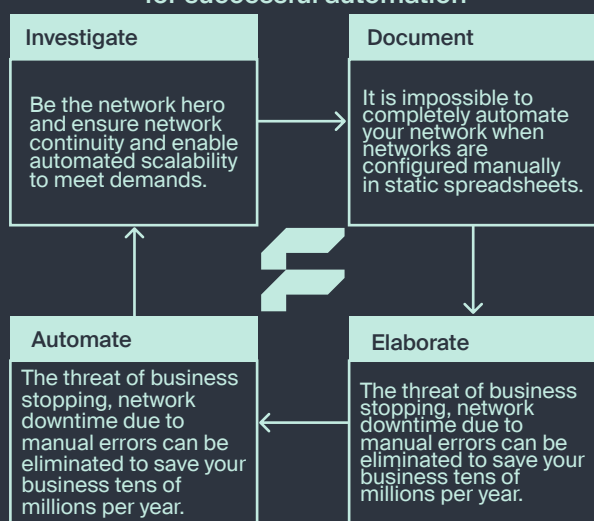 for successful automation
Investigate
Be the network hero
and ensure network
continuity and enable
automated scalability
to meet demands.
Document
It is impossible to
completely automate
your network when
networks are
configured manually
in static spreadsheets.
Automate
The threat of business
stopping, network
downtime due to
manual errors can be
eliminated to save your
business tens of
millions per year.
Elaborate
The threat of business
stopping, network
downtime due to
manual errors can be
eliminated to save your
business tens of
millions per year.